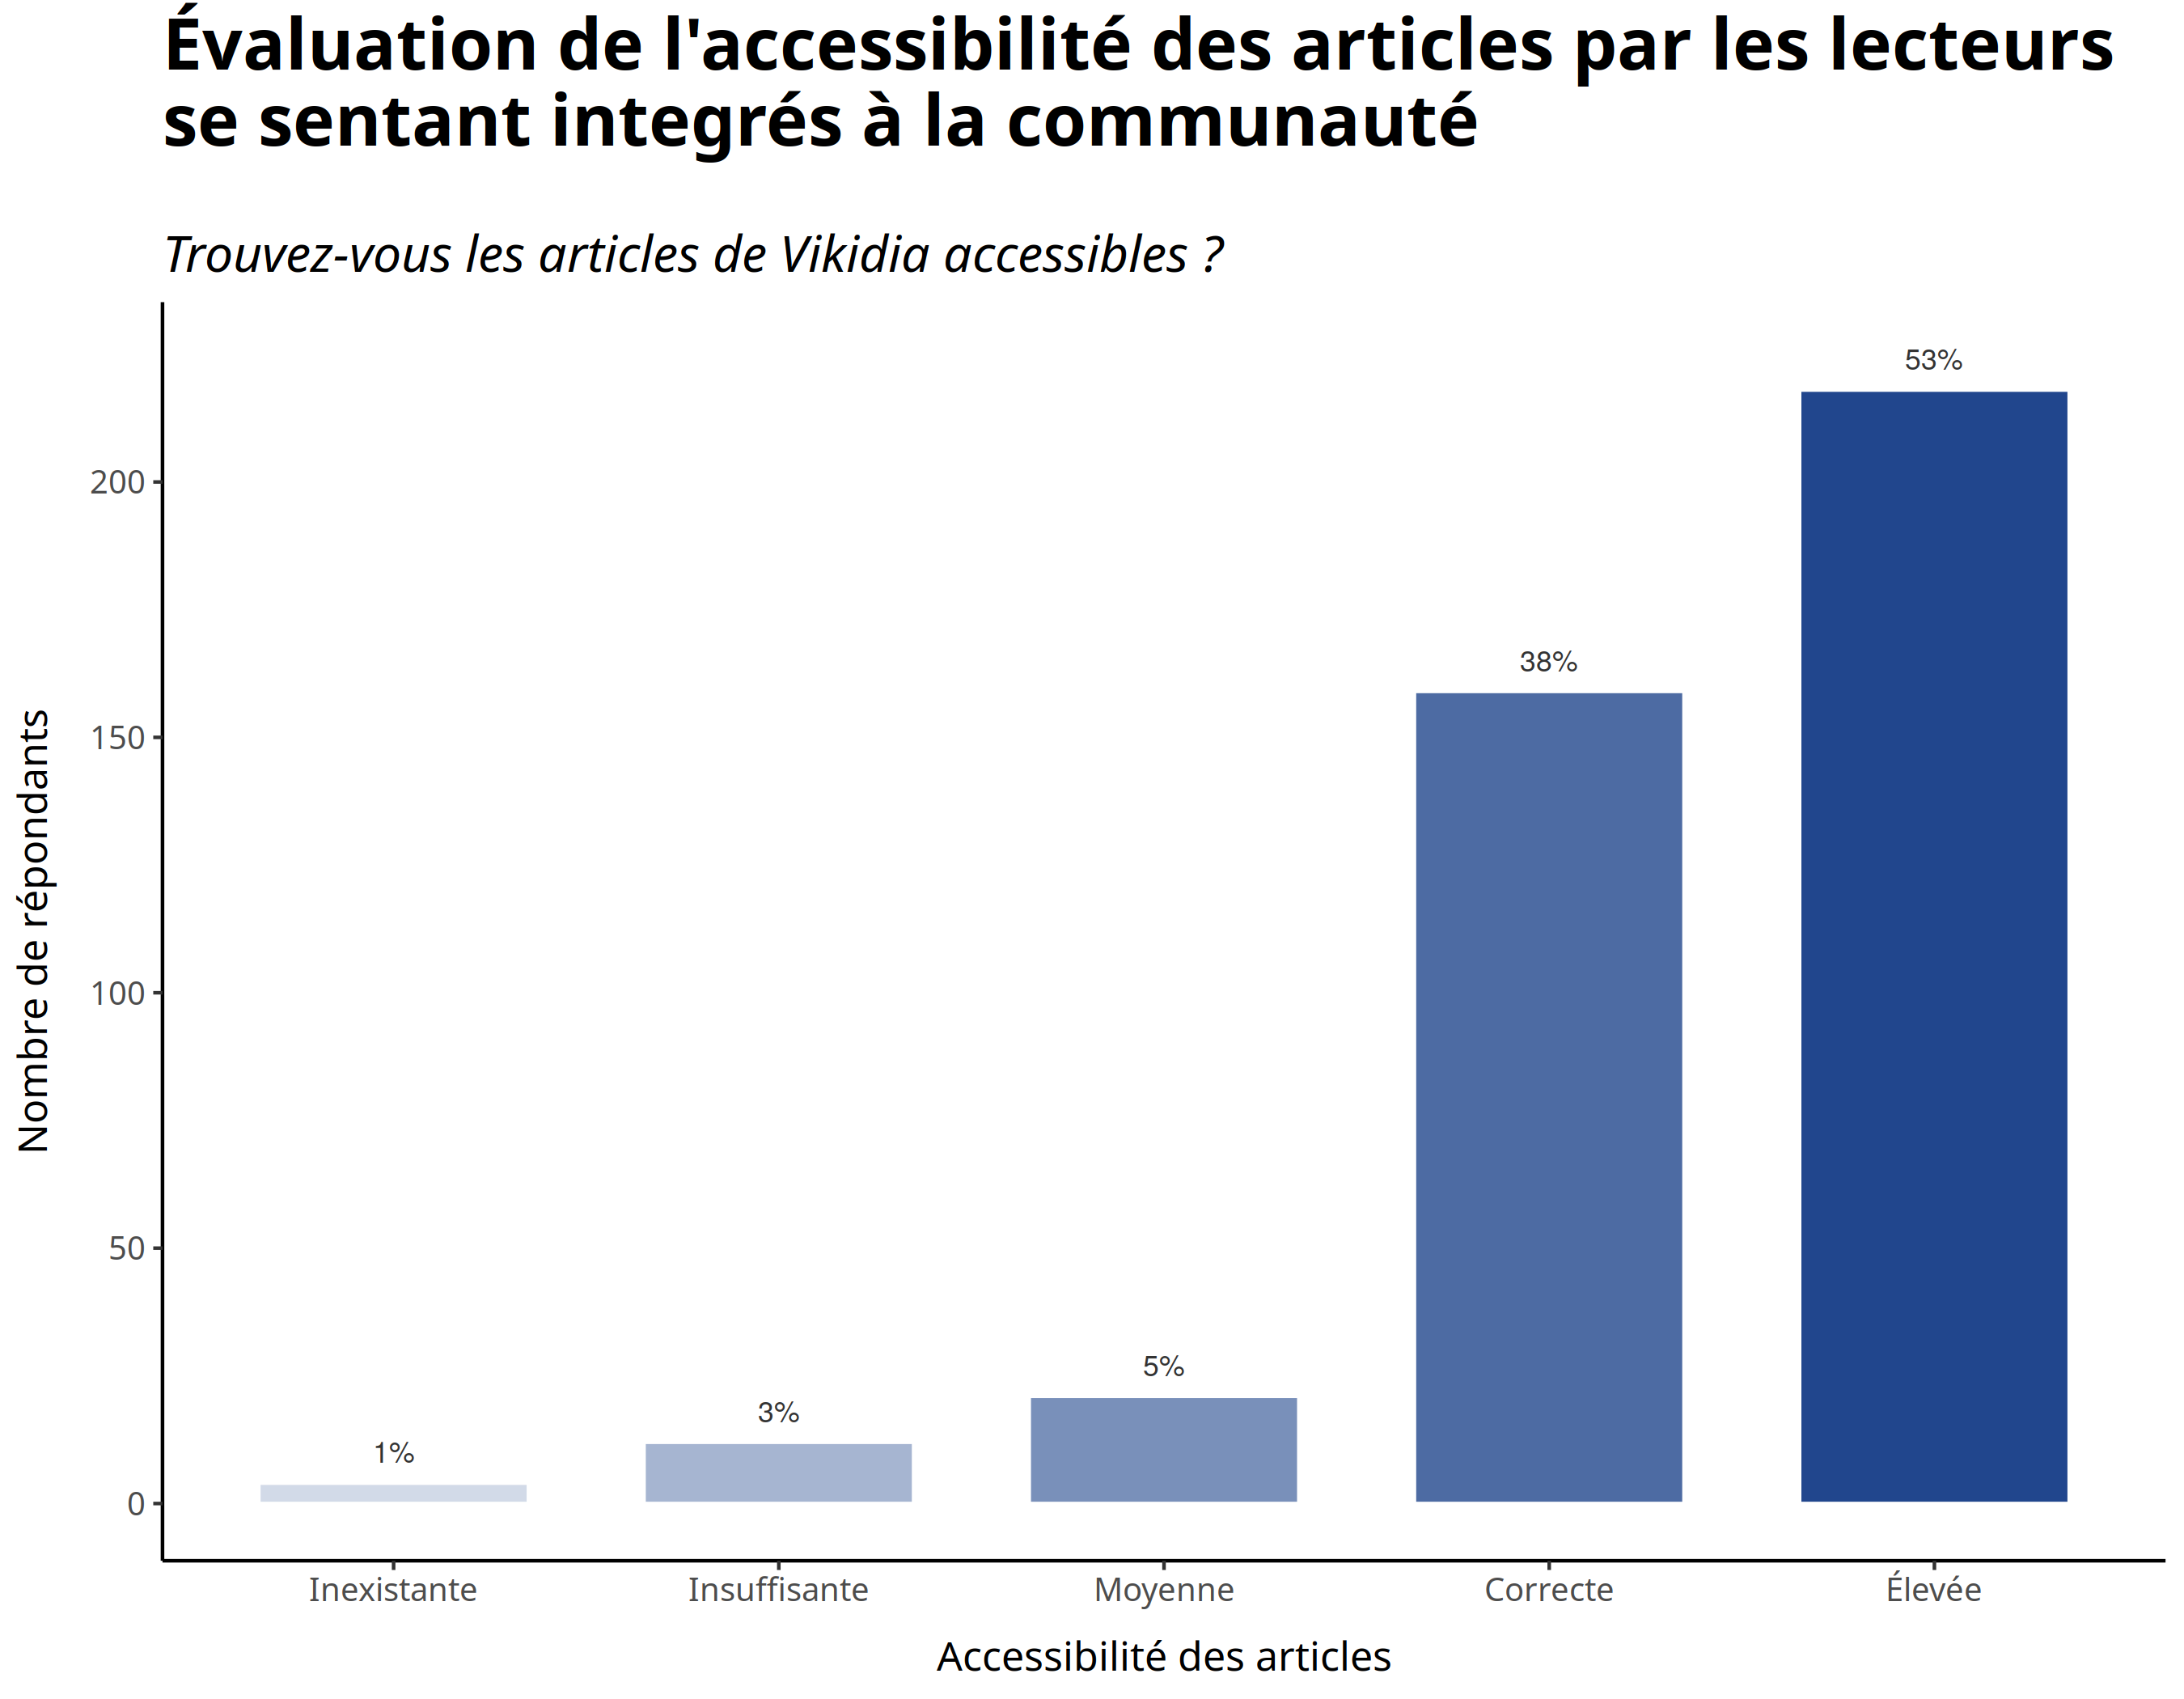 Évaluation de l'accessibilité des articles par les lecteurs
se sentant integrés à la communauté
Trouvez-vous les articles de Vikidia accessibles ?
53%
200
38%
150
Nombre de répondants
100
50
5%
3%
1%
0
Inexistante Insuffisante Moyenne Correcte Élevée
Accessibilité des articles